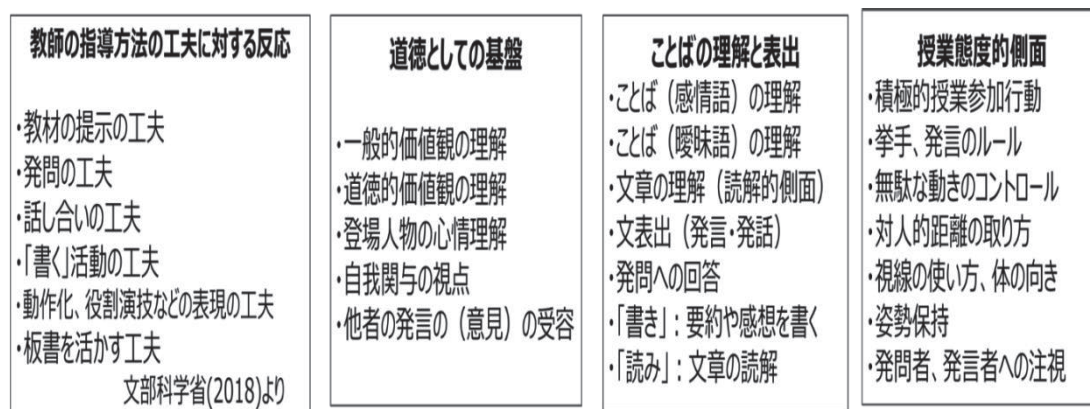 教師の指導方法の工夫に対する反応
・教材の提示の工夫
・発問の工夫
・話し合いの工夫
・「書く」活動の工夫
・動作化、役割演技などの表現の工夫
・板書を活かす工夫
文部科学省(2018)より
道徳としての基盤
・一般的価値観の理解
・道徳的価値観の理解
・登場人物の心情理解
・自我関与の視点
・他者の発言の（意見）の受容
ことばの理解と表出
・ことば（感情語）の理解
・ことば（曖昧語）の理解
・文章の理解（読解的側面）
・文表出（発言・発話）
・発問への回答
・「書き」：要約や感想を書く
・「読み」：文章の読解
授業態度的側面
・積極的授業参加行動
・挙手、発言のルール
・無駄な動きのコントロール
・対人的距離の取り方
・視線の使い方、体の向き
・姿勢保持
・発問者、発言者への注視